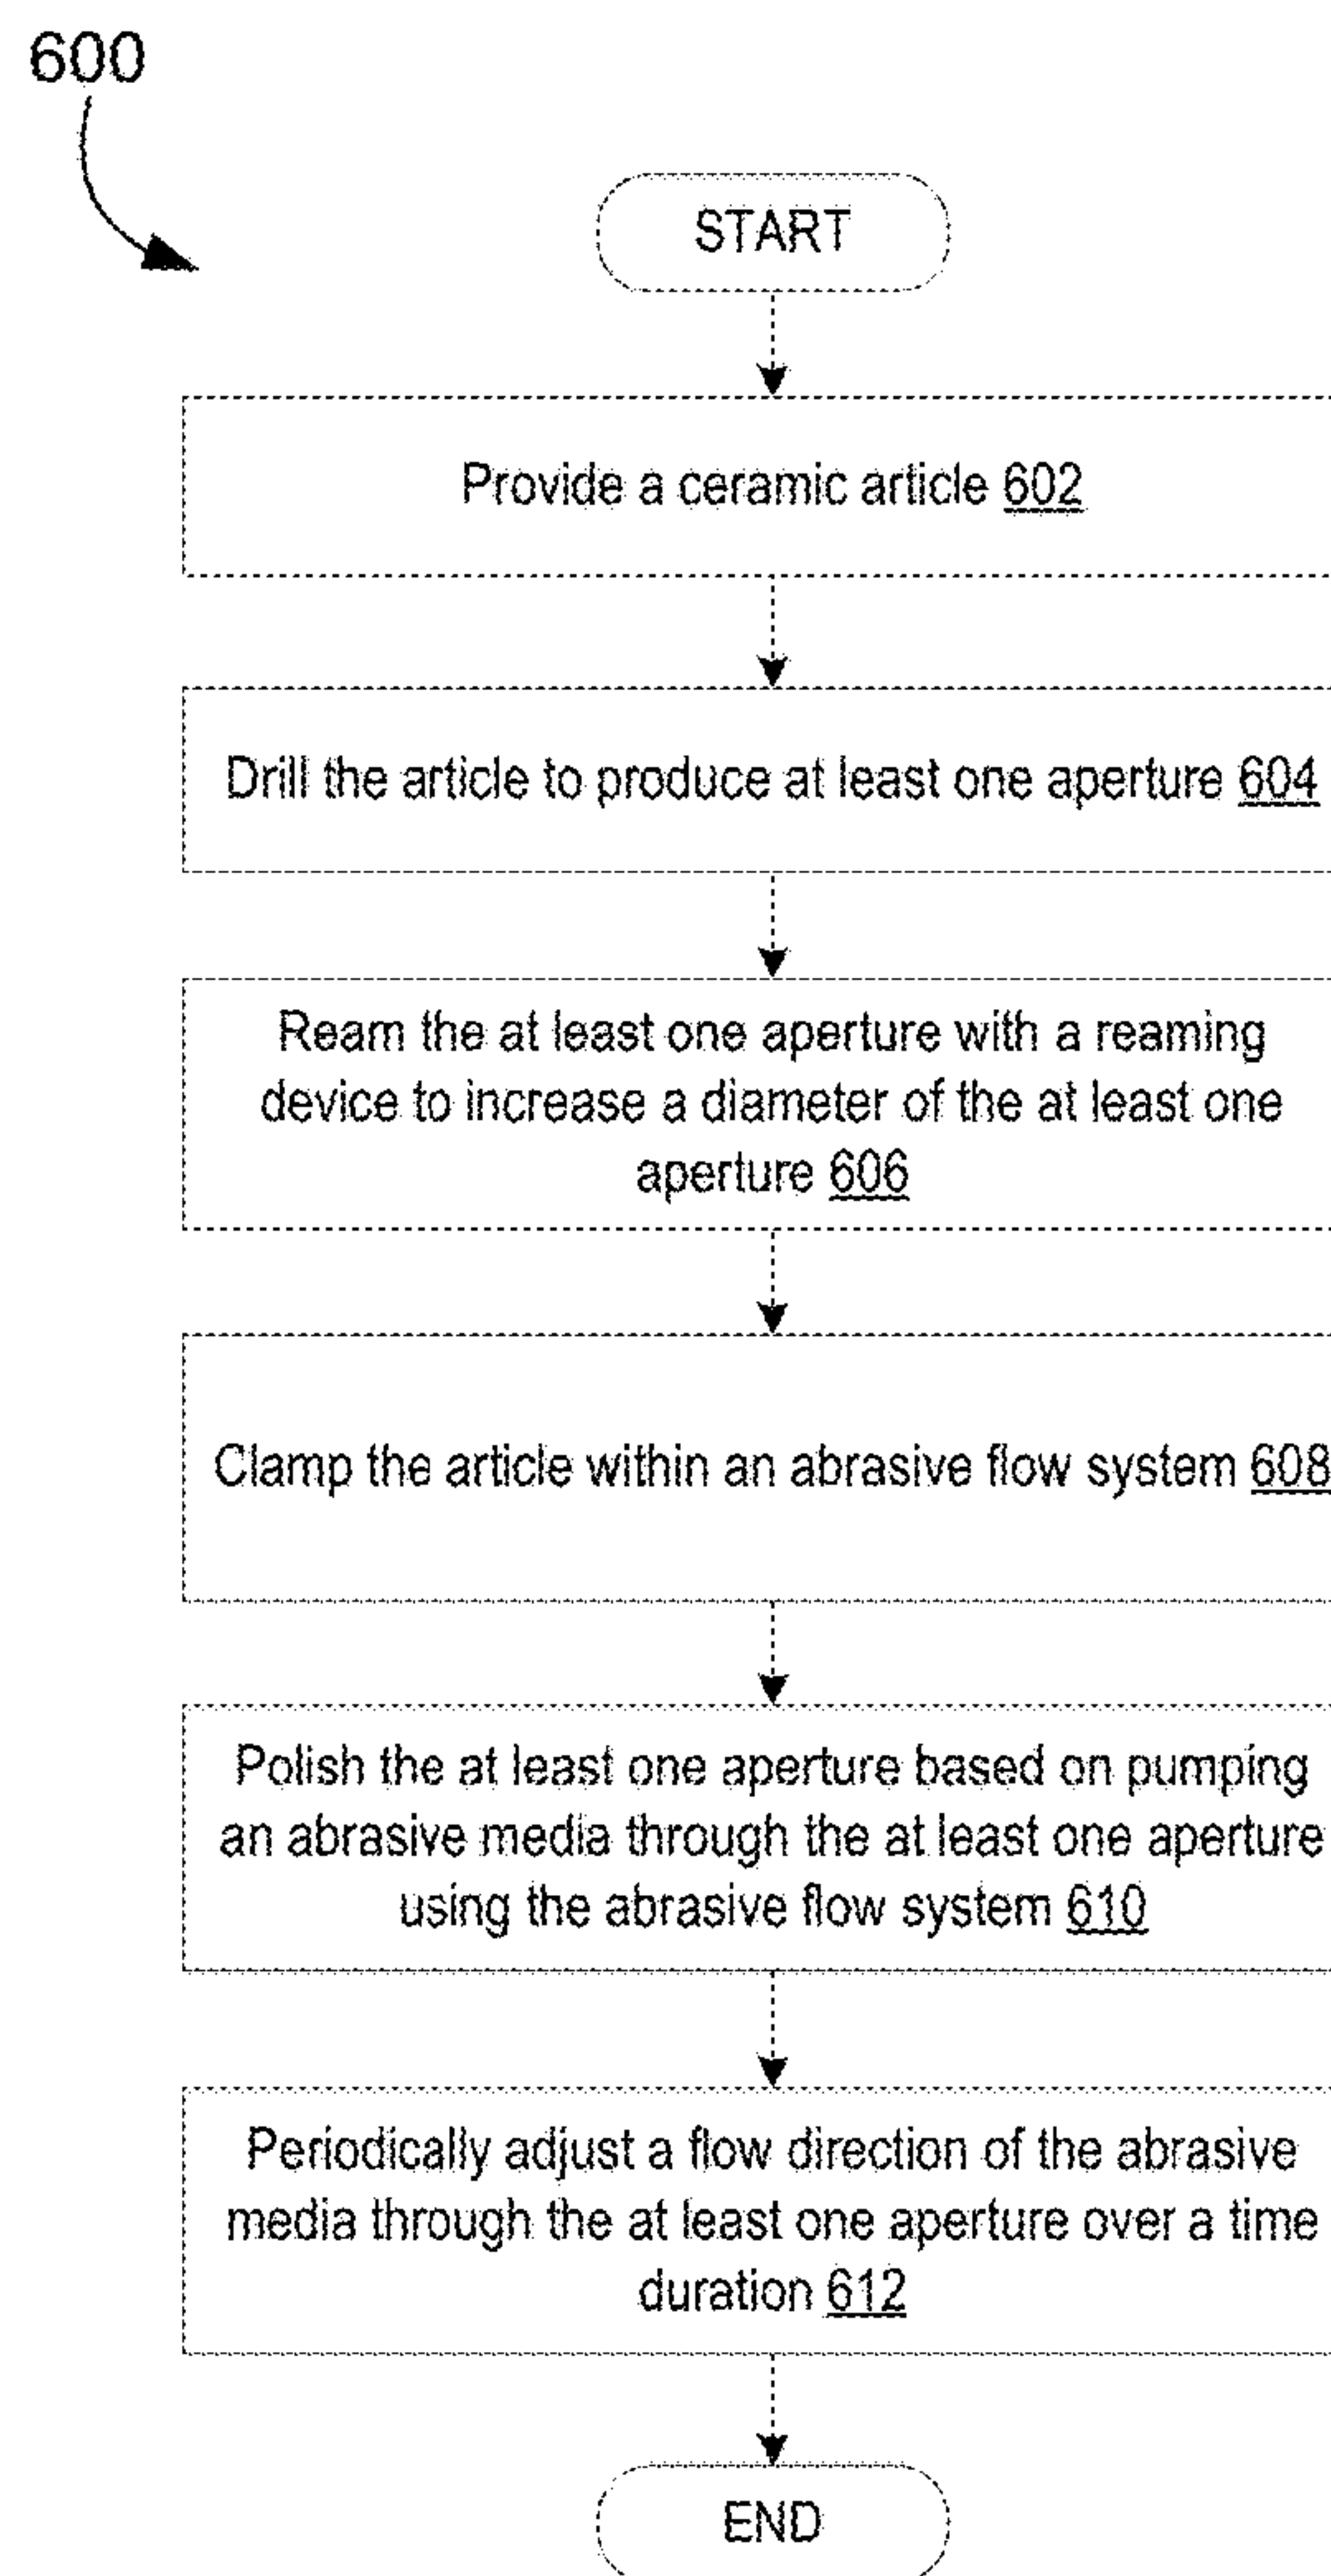 600
START
Provide a ceramic article 602
Drill the article to produce at least one aperture 604
Ream the at least one aperture with a reaming
device to increase a diameter of the at least one
aperture 606
Clamp the article within an abrasive flow system 608
Polish the at least one aperture based on pumping
an abrasive media through the at least one aperture
using the abrasive flow system 610
Periodically adjust a flow direction of the abrasive
media through the at least one aperture over a time
duration 612
END